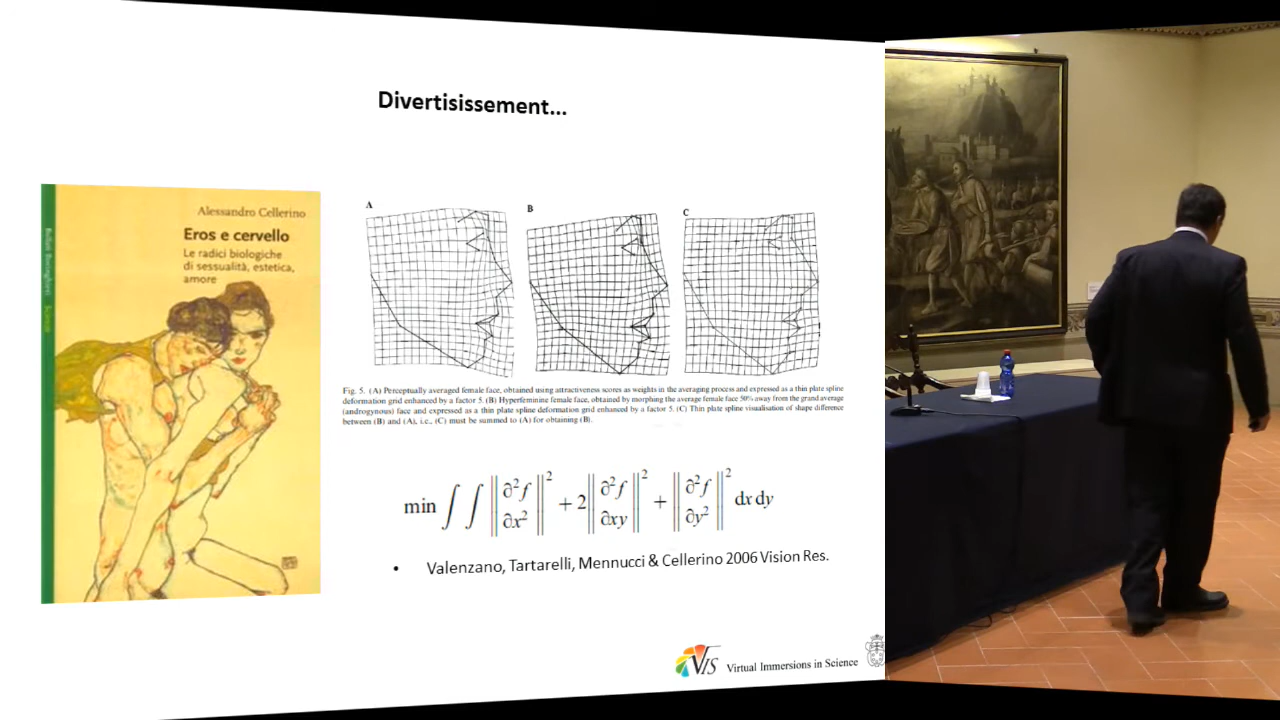 Divertisissement...
Alessandro Cellerino
Eros e cervello
Le radici biologiche
di sessualità, estetica,
amore
Bollati Boringhieri Scienze
A
B
C
Fig. 5. (A) Perceptually averaged female face, obtained using attractiveness scores as weights in the averaging process and expressed as a thin plate spline
deformation grid enhanced by a factor 5. (B) Hyperfeminine female face, obtained by morphing the average female face 50% away from the grand average
(androgynous) face and expressed as a thin plate spline deformation grid enhanced by a factor 5. (C) Thin plate spline visualisation of shape difference
between (B) and (A), i.e., (C) must be summed to (A) for obtaining (B).
min ∫∫ ‖∂²f/∂x²‖² + 2‖∂²f/∂xy‖² + ‖∂²f/∂y²‖² dx dy
• Valenzano, Tartarelli, Mennucci & Cellerino 2006 Vision Res.
VIS Virtual Immersions in Science